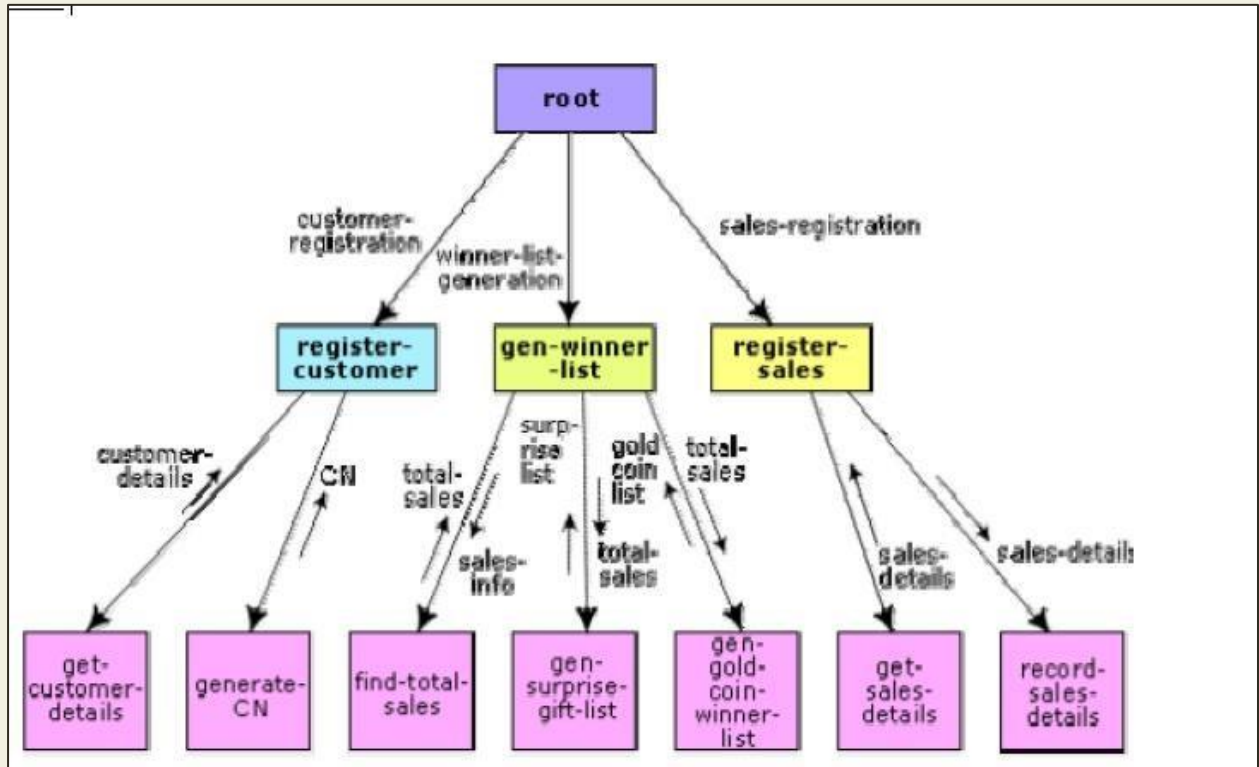 root
customer-
registration
winner-list-
generation
sales-registration
register-
customer
gen-winner
-list
register-
sales
customer-
details
CN
total-
sales
sales-
info
surp-
rise
list
total-
sales
gold
coin
list
total-
sales
sales-
details
sales-details
get-
customer-
details
generate-
CN
find-total-
sales
gen-
surprise-
gift-list
gen-
gold-
coin-
winner-
list
get-
sales-
details
record-
sales-
details